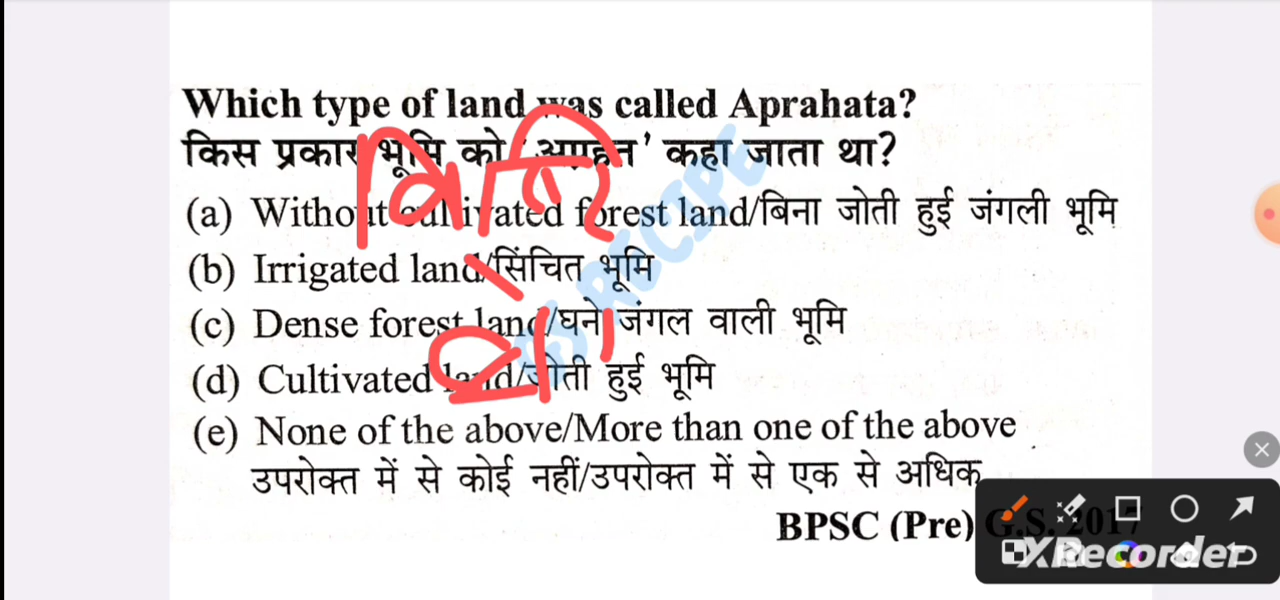 Which type of land was called Aprahata?
किस प्रकार भूमि को 'अप्रहत' कहा जाता था?
(a) Without cultivated forest land/बिना जोती हुई जंगली भूमि
(b) Irrigated land/सिंचित भूमि
(c) Dense forest land/घने जंगल वाली भूमि
(d) Cultivated land/जोती हुई भूमि
(e) None of the above/More than one of the above
उपरोक्त में से कोई नहीं/उपरोक्त में से एक से अधिक
BPSC (Pre) G.S. 2017
XRecorder
RECIPE